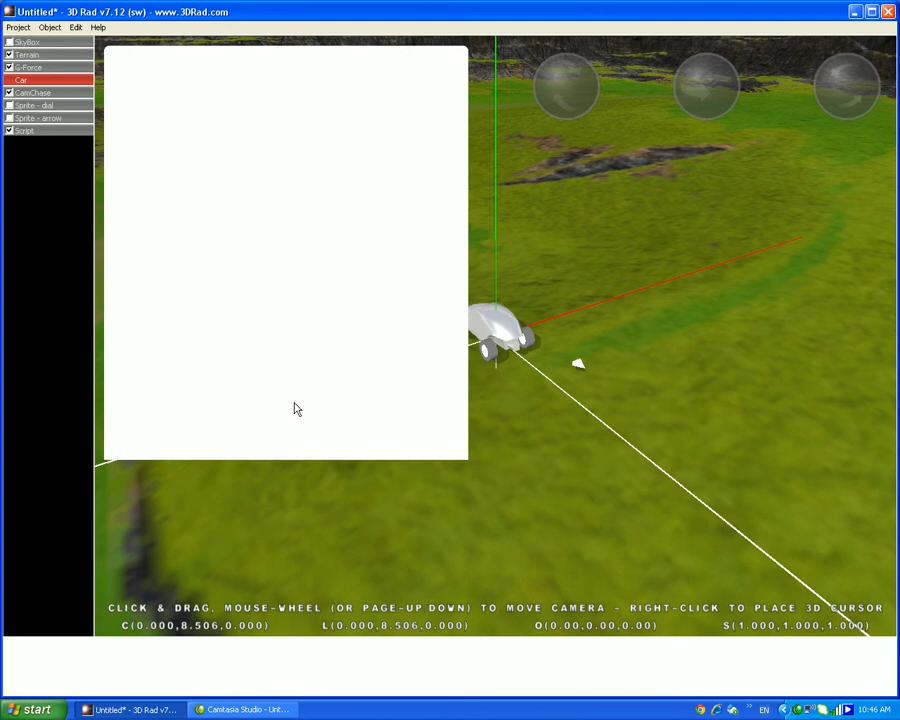 Untitled* - 3D Rad v7.12 (sw) - www.3DRad.com
Project Object Edit Help
SkyBox
Terrain
G-Force
Car
CamChase
Sprite - dial
Sprite - arrow
Script
CLICK & DRAG, MOUSE-WHEEL (OR PAGE-UP DOWN) TO MOVE CAMERA - RIGHT-CLICK TO PLACE 3D CURSOR
C(0.000,8.506,0.000) L(0.000,8.506,0.000) O(0.00,0.00,0.00) S(1.000,1.000,1.000)
start Untitled* - 3D Rad v7... Camtasia Studio - Unt... EN 10:46 AM